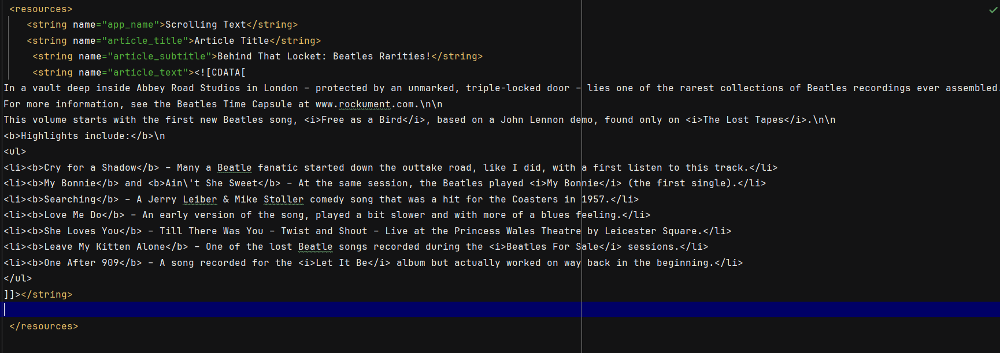 <resources>
<string name="app_name">Scrolling Text</string>
<string name="article_title">Article Title</string>
<string name="article_subtitle">Behind That Locket: Beatles Rarities!</string>
<string name="article_text"><![CDATA[
In a vault deep inside Abbey Road Studios in London – protected by an unmarked, triple-locked door – lies one of the rarest collections of Beatles recordings ever assembled.
For more information, see the Beatles Time Capsule at www.rockument.com.\n\n
This volume starts with the first new Beatles song, <i>Free as a Bird</i>, based on a John Lennon demo, found only on <i>The Lost Tapes</i>.\n\n
<b>Highlights include:</b>\n
<ul>
<li><b>Cry for a Shadow</b> – Many a Beatle fanatic started down the outtake road, like I did, with a first listen to this track.</li>
<li><b>My Bonnie</b> and <b>Ain\'t She Sweet</b> – At the same session, the Beatles played <i>My Bonnie</i> (the first single).</li>
<li><b>Searching</b> – A Jerry Leiber & Mike Stoller comedy song that was a hit for the Coasters in 1957.</li>
<li><b>Love Me Do</b> – An early version of the song, played a bit slower and with more of a blues feeling.</li>
<li><b>She Loves You</b> – Till There Was You – Twist and Shout – Live at the Princess Wales Theatre by Leicester Square.</li>
<li><b>Leave My Kitten Alone</b> – One of the lost Beatle songs recorded during the <i>Beatles For Sale</i> sessions.</li>
<li><b>One After 909</b> – A song recorded for the <i>Let It Be</i> album but actually worked on way back in the beginning.</li>
</ul>
]]></string>
</resources>